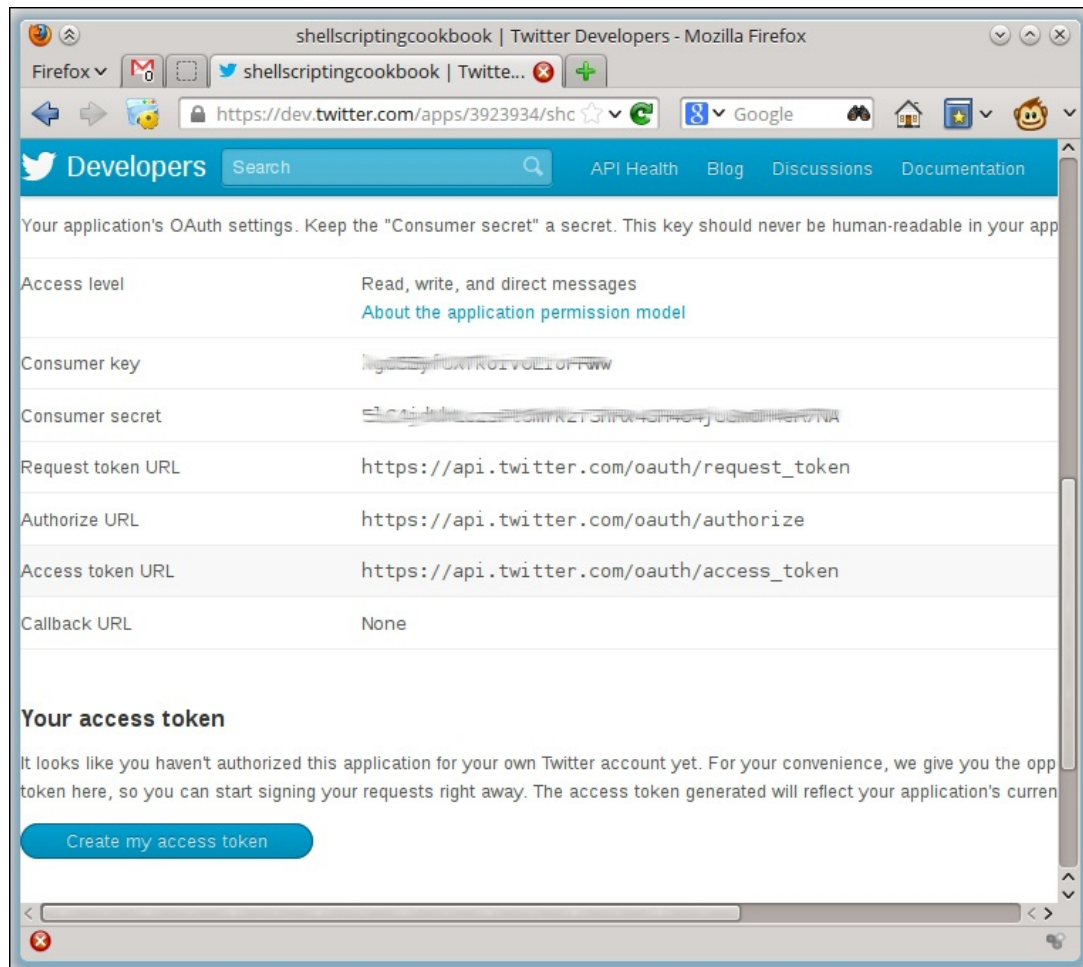 shellscriptingcookbook | Twitter Developers - Mozilla Firefox
Firefox
0
shellscriptingcookbook | Twitte...
https://dev.twitter.com/apps/3923934/sho
Google
Developers
Search
API Health Blog Discussions Documentation
Your application's OAuth settings. Keep the "Consumer secret" a secret. This key should never be human-readable in your app
Access level Read, write, and direct messages
About the application permission model
Consumer key
Consumer secret
Request token URL https://api.twitter.com/oauth/request_token
Authorize URL https://api.twitter.com/oauth/authorize
Access token URL https://api.twitter.com/oauth/access_token
Callback URL None
Your access token
It looks like you haven't authorized this application for your own Twitter account yet. For your convenience, we give you the opp
token here, so you can start signing your requests right away. The access token generated will reflect your application's curren
Create my access token